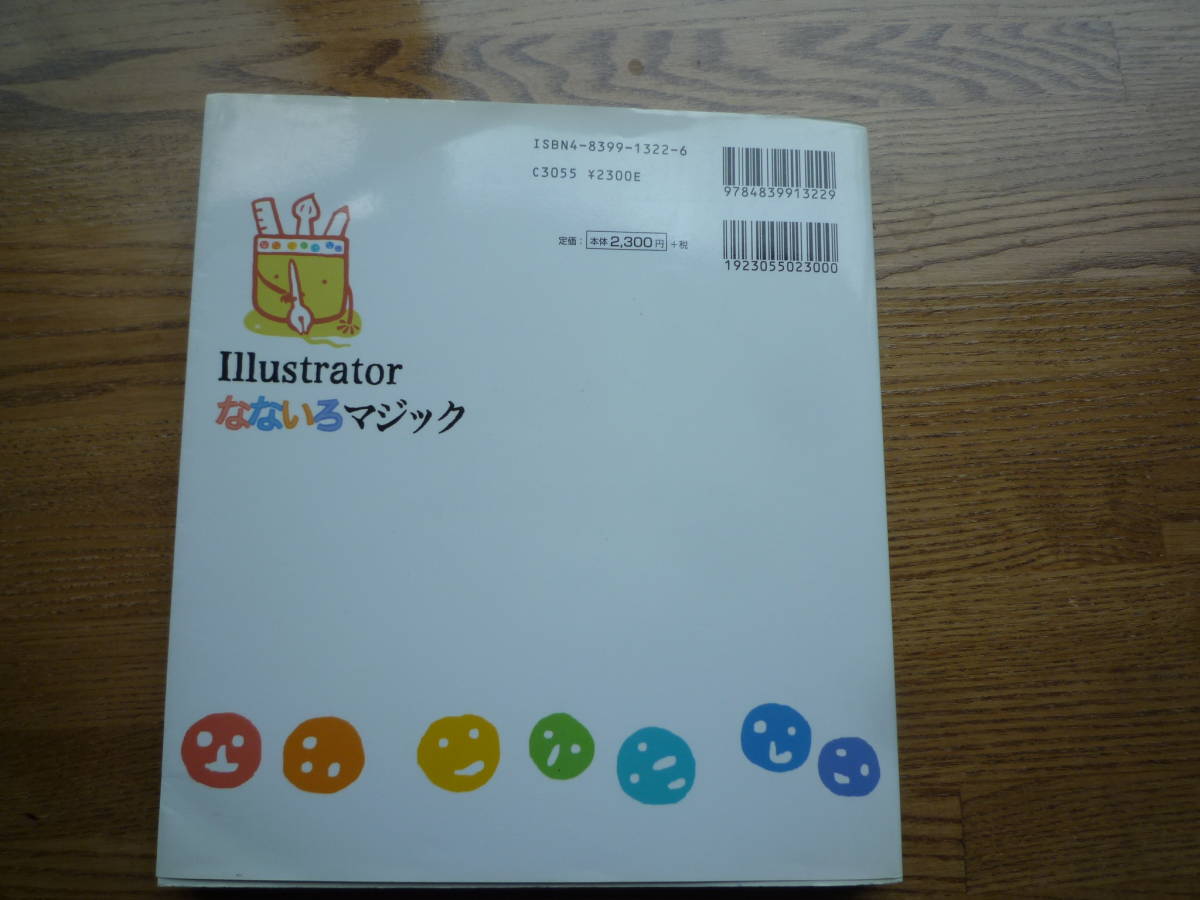 ISBN4-8399-1322-6
C3055 ¥2300E
9784839913229
定価: 本体2,300円 +税
1923055023000
Illustrator
なないろマジック